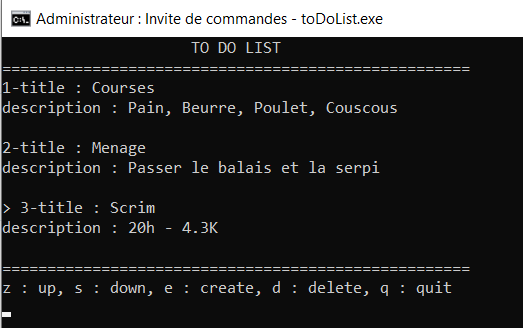 Administrateur : Invite de commandes - toDoList.exe
TO DO LIST
====================================================
1-title : Courses
description : Pain, Beurre, Poulet, Couscous
2-title : Menage
description : Passer le balais et la serpi
> 3-title : Scrim
description : 20h - 4.3K
====================================================
z : up, s : down, e : create, d : delete, q : quit